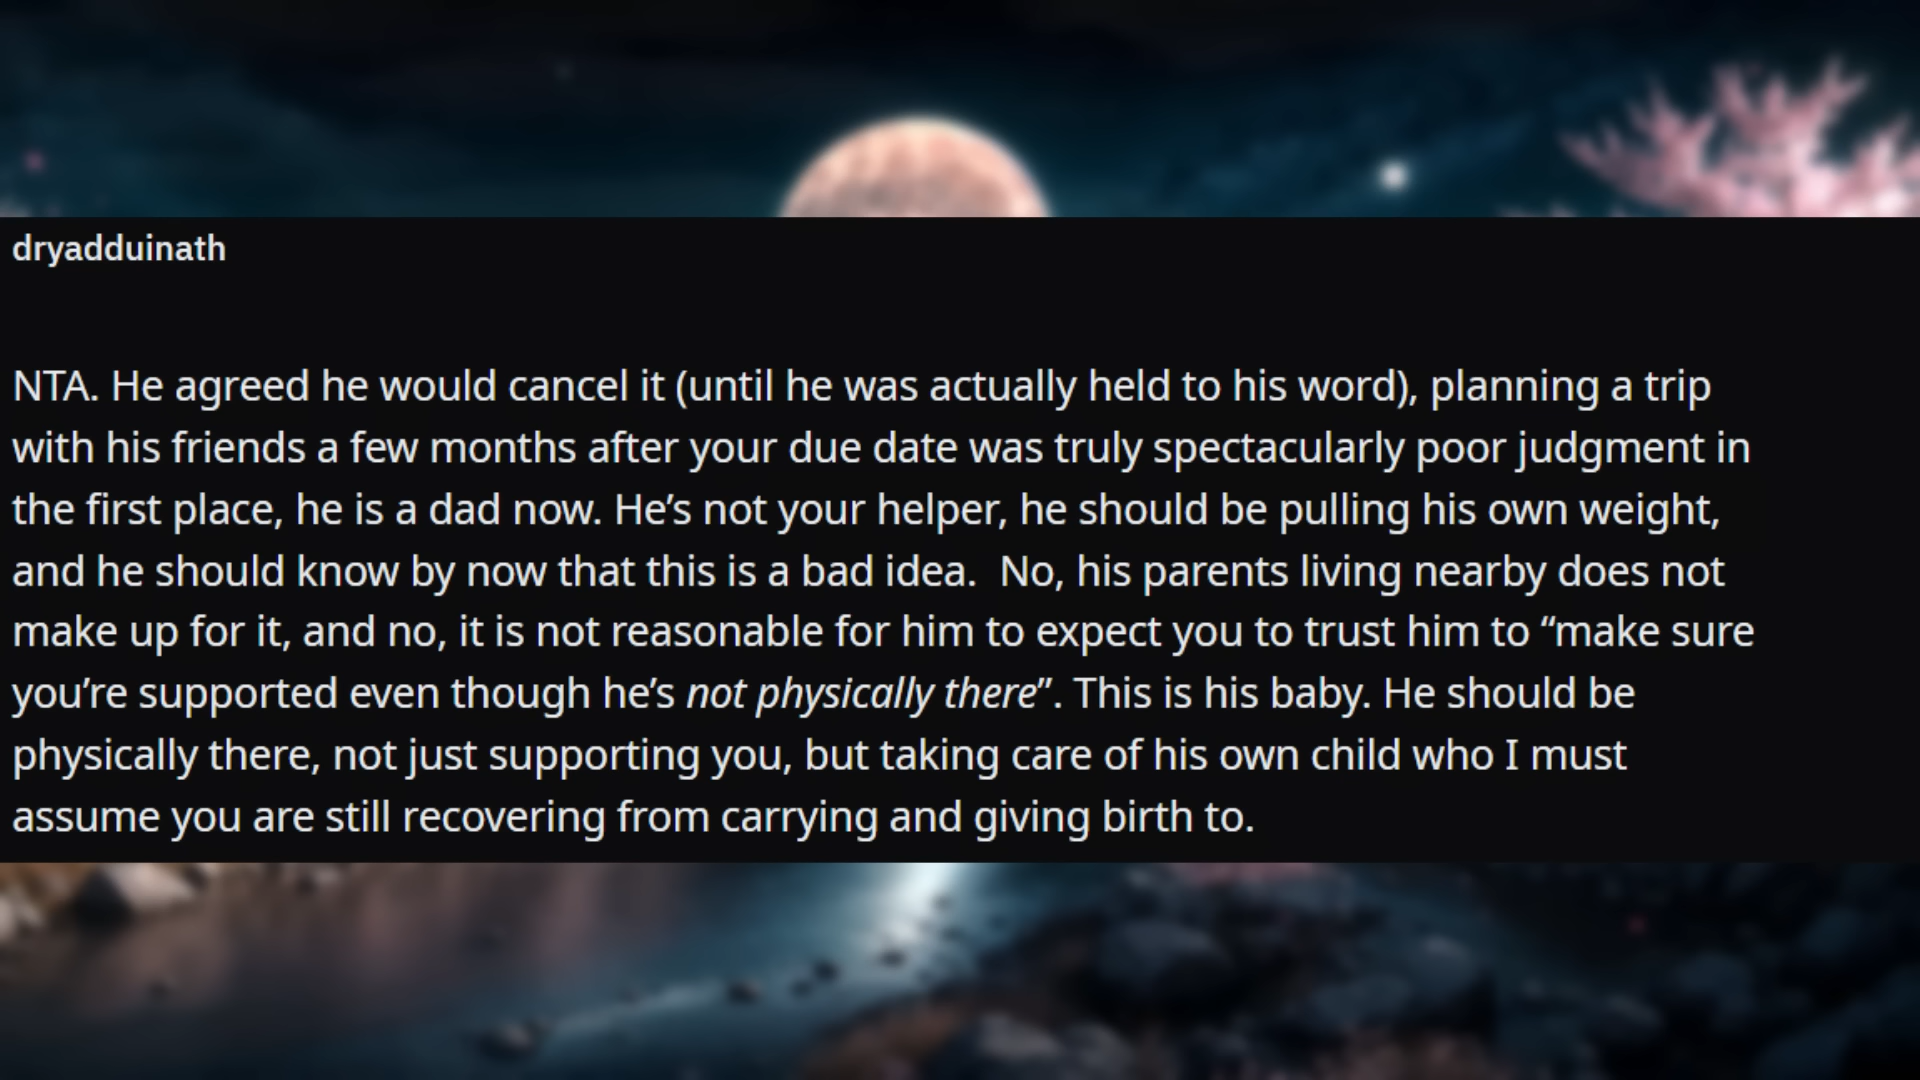 dryadduinath
NTA. He agreed he would cancel it (until he was actually held to his word), planning a trip
with his friends a few months after your due date was truly spectacularly poor judgment in
the first place, he is a dad now. He’s not your helper, he should be pulling his own weight,
and he should know by now that this is a bad idea.  No, his parents living nearby does not
make up for it, and no, it is not reasonable for him to expect you to trust him to “make sure
you’re supported even though he’s not physically there”. This is his baby. He should be
physically there, not just supporting you, but taking care of his own child who I must
assume you are still recovering from carrying and giving birth to.